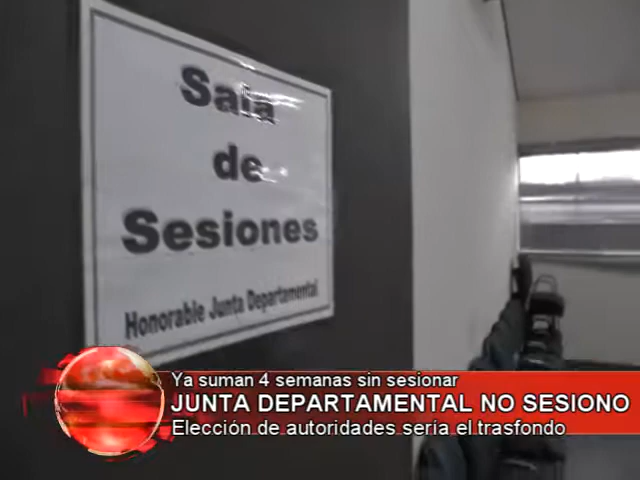 Sala
de
Sesiones
Honorable Junta Departamental
Ya suman 4 semanas sin sesionar
JUNTA DEPARTAMENTAL NO SESIONO
Elección de autoridades sería el trasfondo